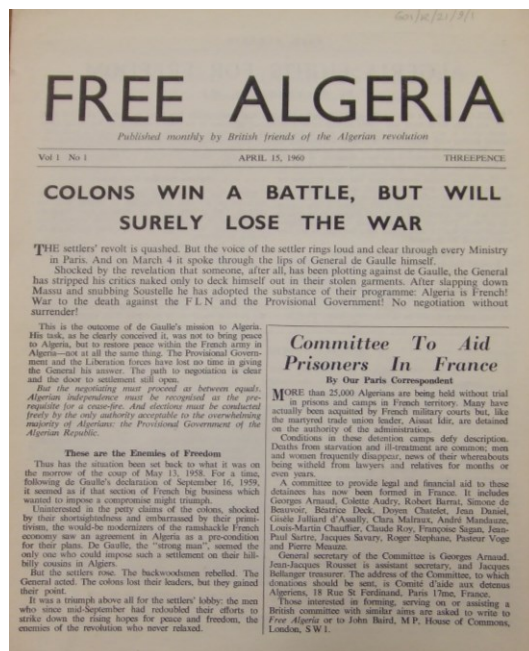 FREE ALGERIA
Published monthly by British friends of the Algerian revolution
Vol 1 No 1 APRIL 15, 1960 THREEPENCE
COLONS WIN A BATTLE, BUT WILL
SURELY LOSE THE WAR
THE settlers' revolt is quashed. But the voice of the settler rings loud and clear through every Ministry
in Paris. And on March 4 it spoke through the lips of General de Gaulle himself.
Shocked by the revelation that someone, after all, has been plotting against de Gaulle, the General
has stripped his critics naked only to deck himself out in their stolen garments. After slapping down
Massu and snubbing Soustelle he has adopted the substance of their programme: Algeria is French!
War to the death against the F L N and the Provisional Government! No negotiation without
surrender!
This is the outcome of de Gaulle's mission to Algeria.
His task, as he clearly conceived it, was not to bring peace
to Algeria, but to restore peace within the French army in
Algeria—not at all the same thing. The Provisional Govern-
ment and the Liberation forces have lost no time in giving
the General his answer. The path to negotiation is clear
and the door to settlement still open.
But the negotiating must proceed as between equals.
Algerian independence must be recognised as the pre-
requisite for a cease-fire. And elections must be conducted
freely by the only authority acceptable to the overwhelming
majority of Algerians: the Provisional Government of the
Algerian Republic.
These are the Enemies of Freedom
Thus has the situation been set back to what it was on
the morrow of the coup of May 13, 1958. For a time,
following de Gaulle's declaration of September 16, 1959,
it seemed as if that section of French big business which
wanted to impose a compromise might triumph.
Uninterested in the petty claims of the colons, shocked
by their shortsightedness and embarrassed by their primi-
tivism, the would-be modernizers of the ramshackle French
economy saw an agreement in Algeria as a pre-condition
for their plans. De Gaulle, the "strong man", seemed the
only one who could impose such a settlement on their hill-
billy cousins in Algiers.
But the settlers rose. The backwoodsmen rebelled. The
General acted. The colons lost their leaders, but they gained
their point.
It was a triumph above all for the settlers' lobby: the men
who since mid-September had redoubled their efforts to
strike down the rising hopes for peace and freedom, the
enemies of the revolution who never relaxed.
Committee To Aid
Prisoners In France
By Our Paris Correspondent
MORE than 25,000 Algerians are being held without trial
in prisons and camps in French territory. Many have
actually been acquitted by French military courts but, like
the martyred trade union leader, Aissat Idir, are detained
on the authority of the administration.
Conditions in these detention camps defy description.
Deaths from starvation and ill-treatment are common; men
and women frequently disappear, news of their whereabouts
being witheld from lawyers and relatives for months or
even years.
A committee to provide legal and financial aid to these
detainees has now been formed in France. It includes
Georges Arnaud, Colette Audry, Robert Barrat, Simone de
Beauvoir, Béatrice Deck, Doyen Chatelet, Jean Daniel,
Gisèle Julliard d'Assailly, Clara Malraux, André Mandouze,
Louis-Martin Chauffier, Claude Roy, Françoise Sagan, Jean-
Paul Sartre, Jacques Savary, Roger Stephane, Pasteur Voge
and Pierre Meauze.
General secretary of the Committee is Georges Arnaud.
Jean-Jacques Rousset is assistant secretary, and Jacques
Bellanger treasurer. The address of the Committee, to which
donations should be sent, is Comité d'aide aux detenus
Algeriens, 18 Rue St Ferdinand, Paris 17me, France.
Those interested in forming, serving on or assisting a
British committee with similar aims are asked to write to
Free Algeria or to John Baird, M P, House of Commons,
London, S W 1.